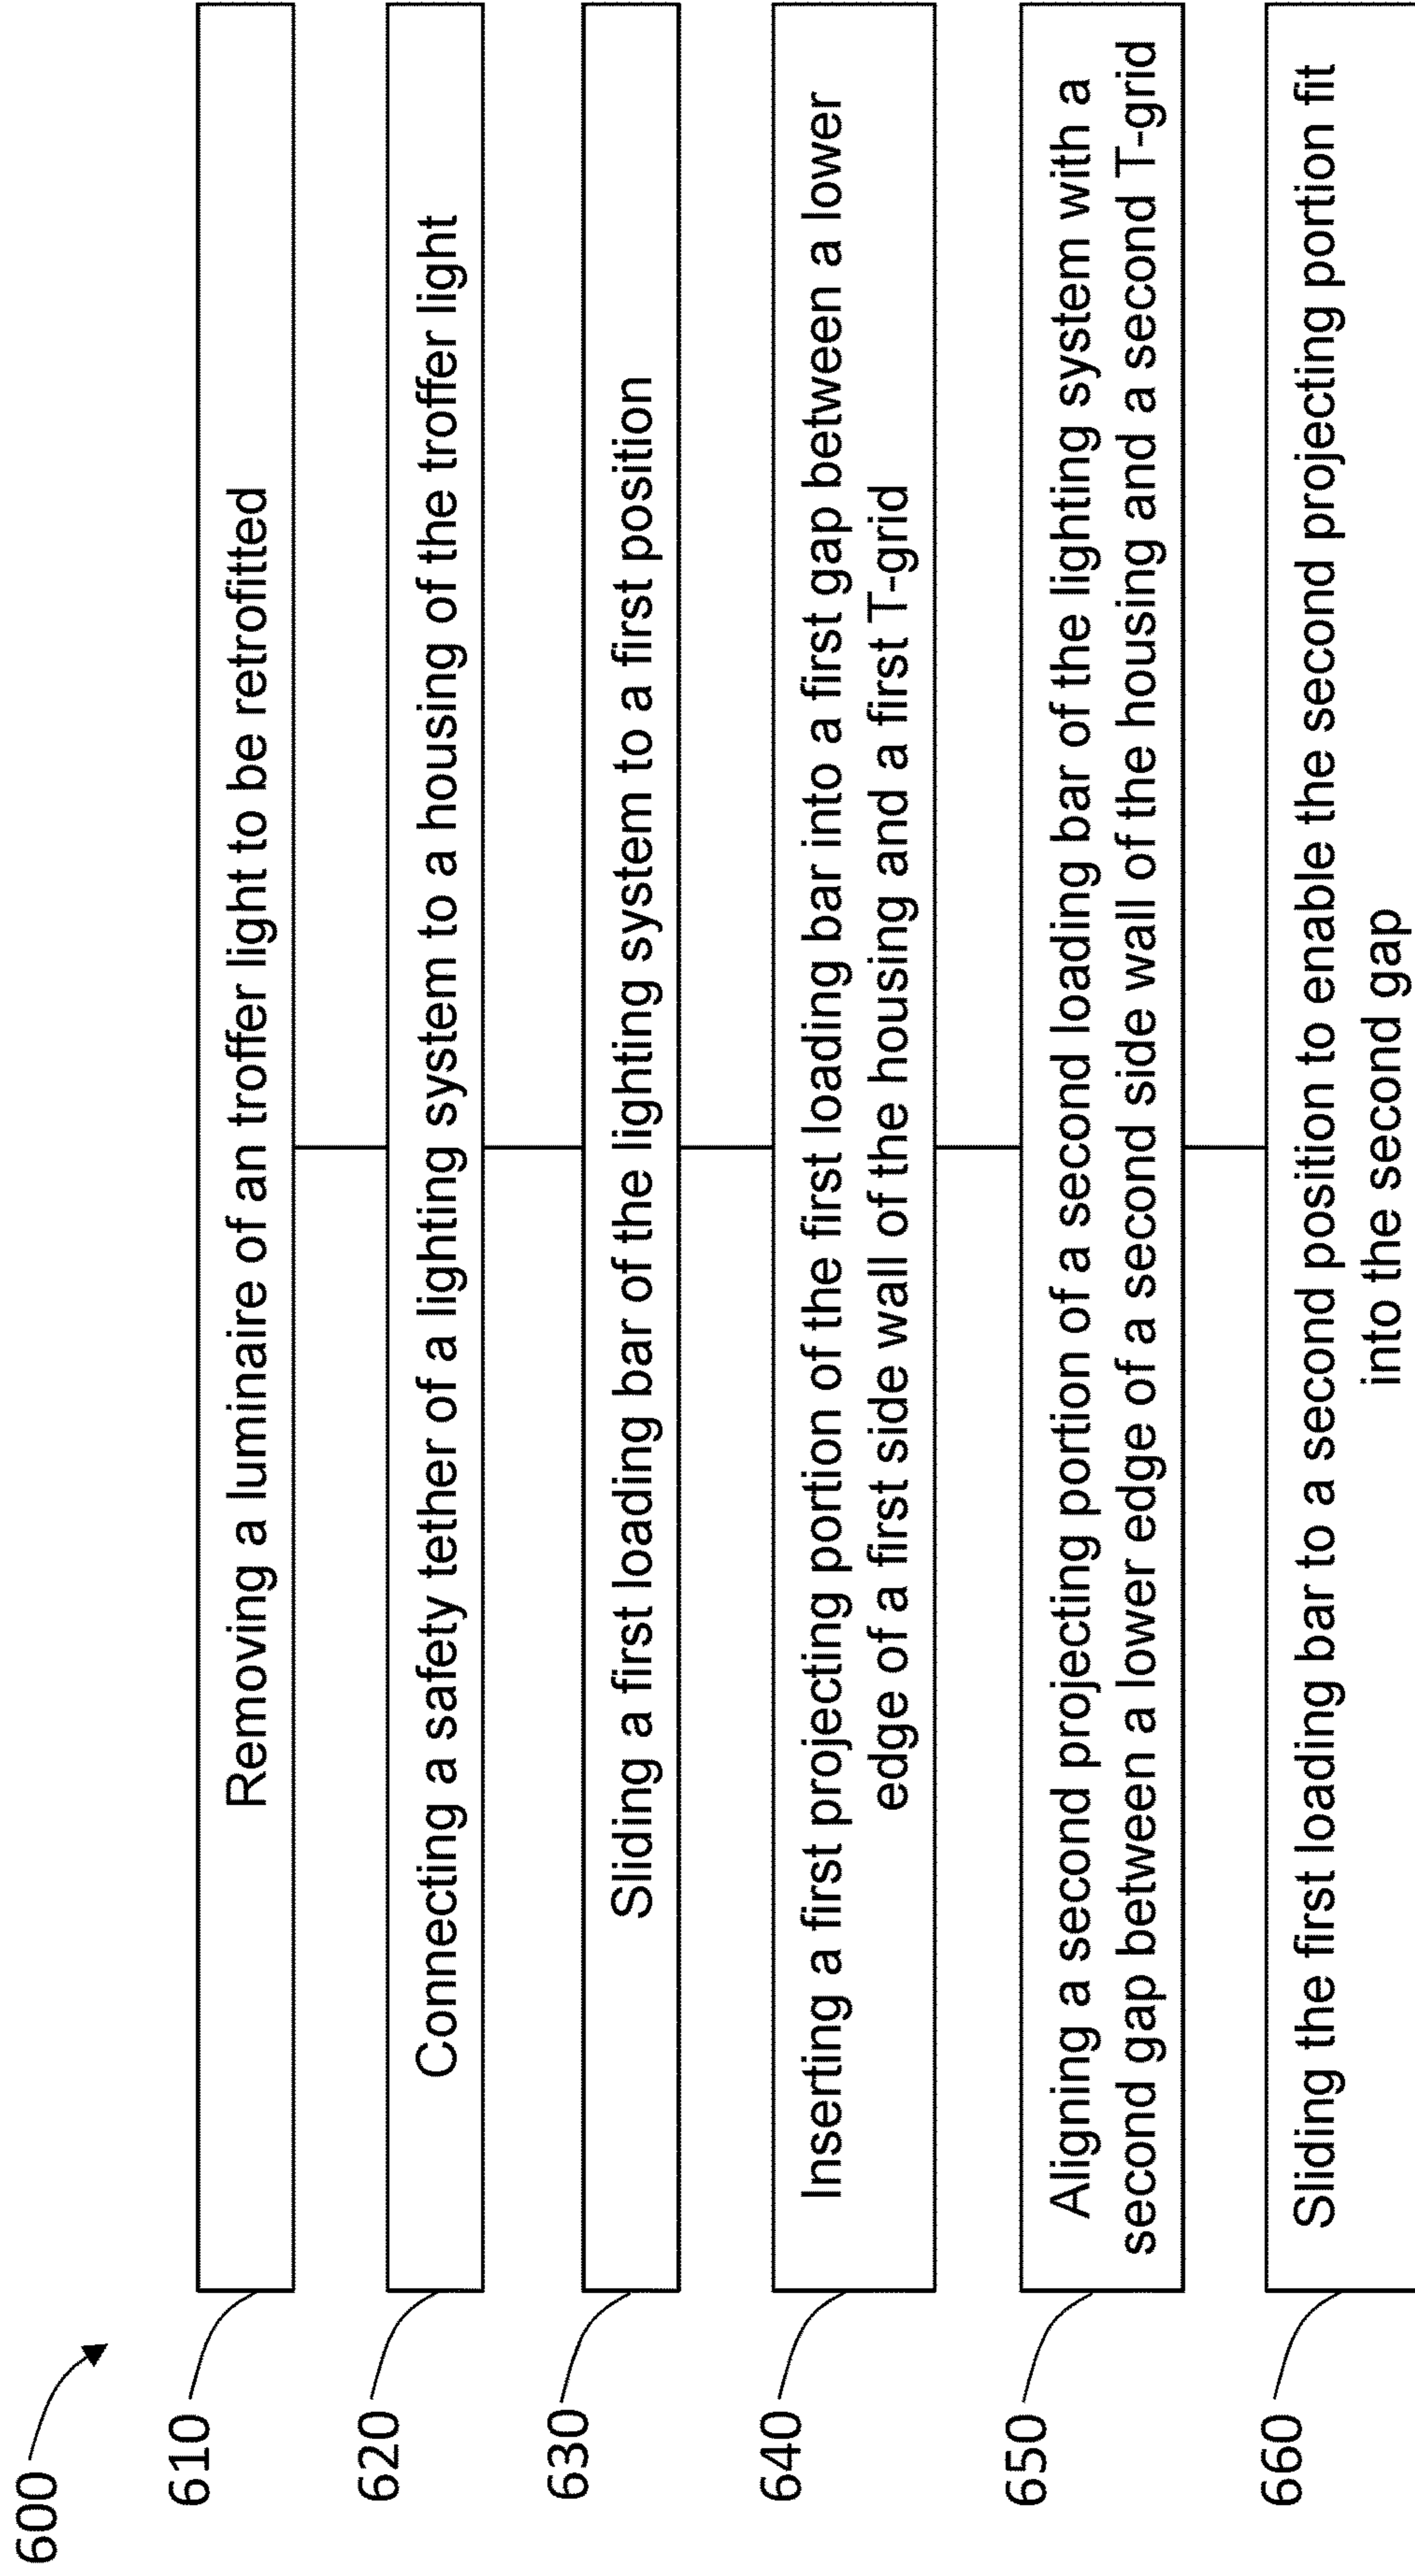 600
610
Removing a luminaire of an troffer light to be retrofitted
620
Connecting a safety tether of a lighting system to a housing of the troffer light
630
Sliding a first loading bar of the lighting system to a first position
640
Inserting a first projecting portion of the first loading bar into a first gap between a lower
edge of a first side wall of the housing and a first T-grid
650
Aligning a second projecting portion of a second loading bar of the lighting system with a
second gap between a lower edge of a second side wall of the housing and a second T-grid
660
Sliding the first loading bar to a second position to enable the second projecting portion fit
into the second gap